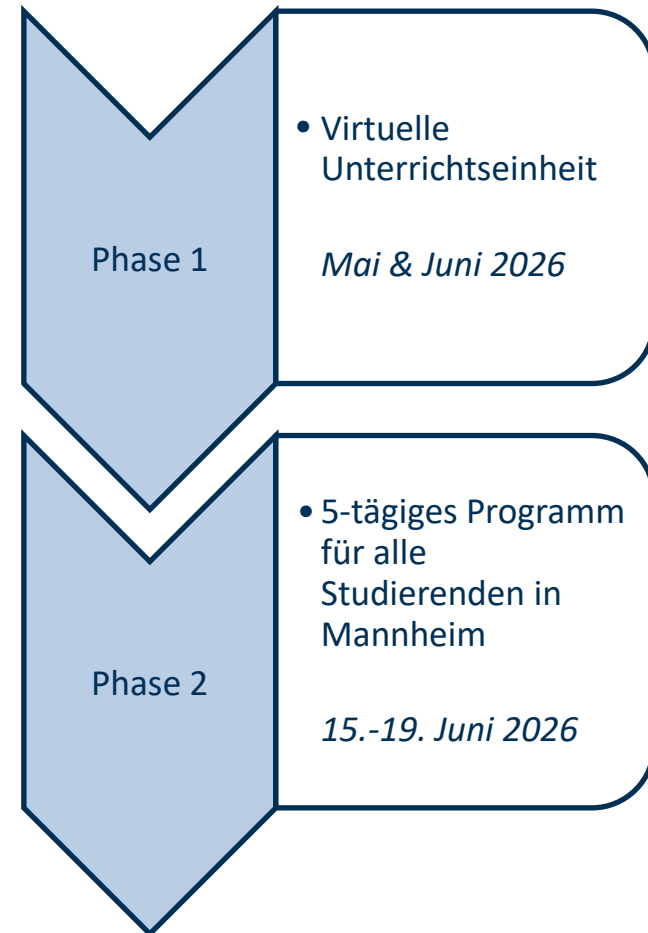 Phase 1
• Virtuelle
Unterrichtseinheit
Mai & Juni 2026
Phase 2
• 5-tägiges Programm
für alle
Studierenden in
Mannheim
15.-19. Juni 2026